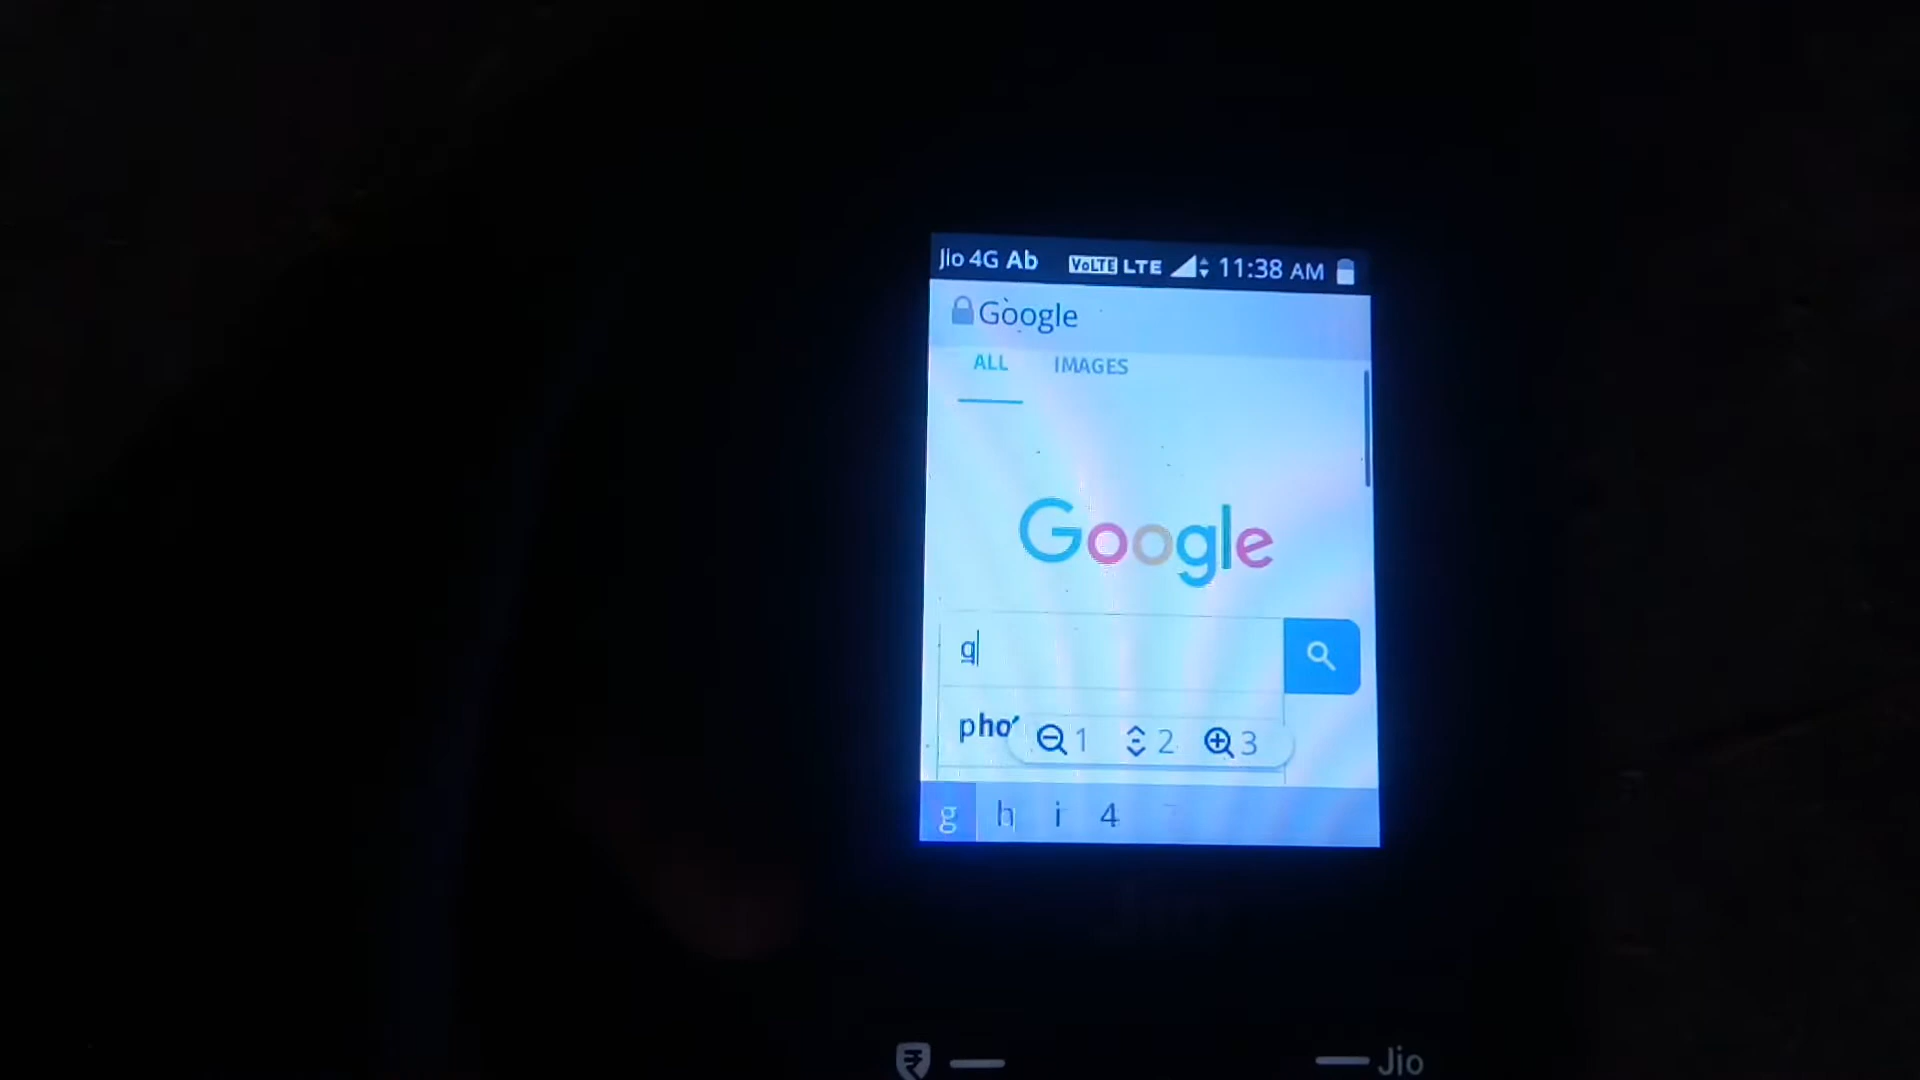 Jio 4G Ab VoLTE LTE 11:38 AM
Google
ALL IMAGES
Google
g
pho
1 2 3
g h i 4
₹ Jio